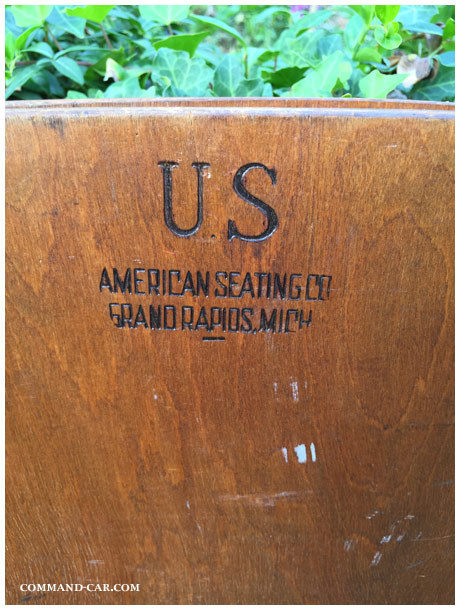 U.S
AMERICAN SEATING CO
GRAND RAPIDS, MICH
COMMAND-CAR.COM